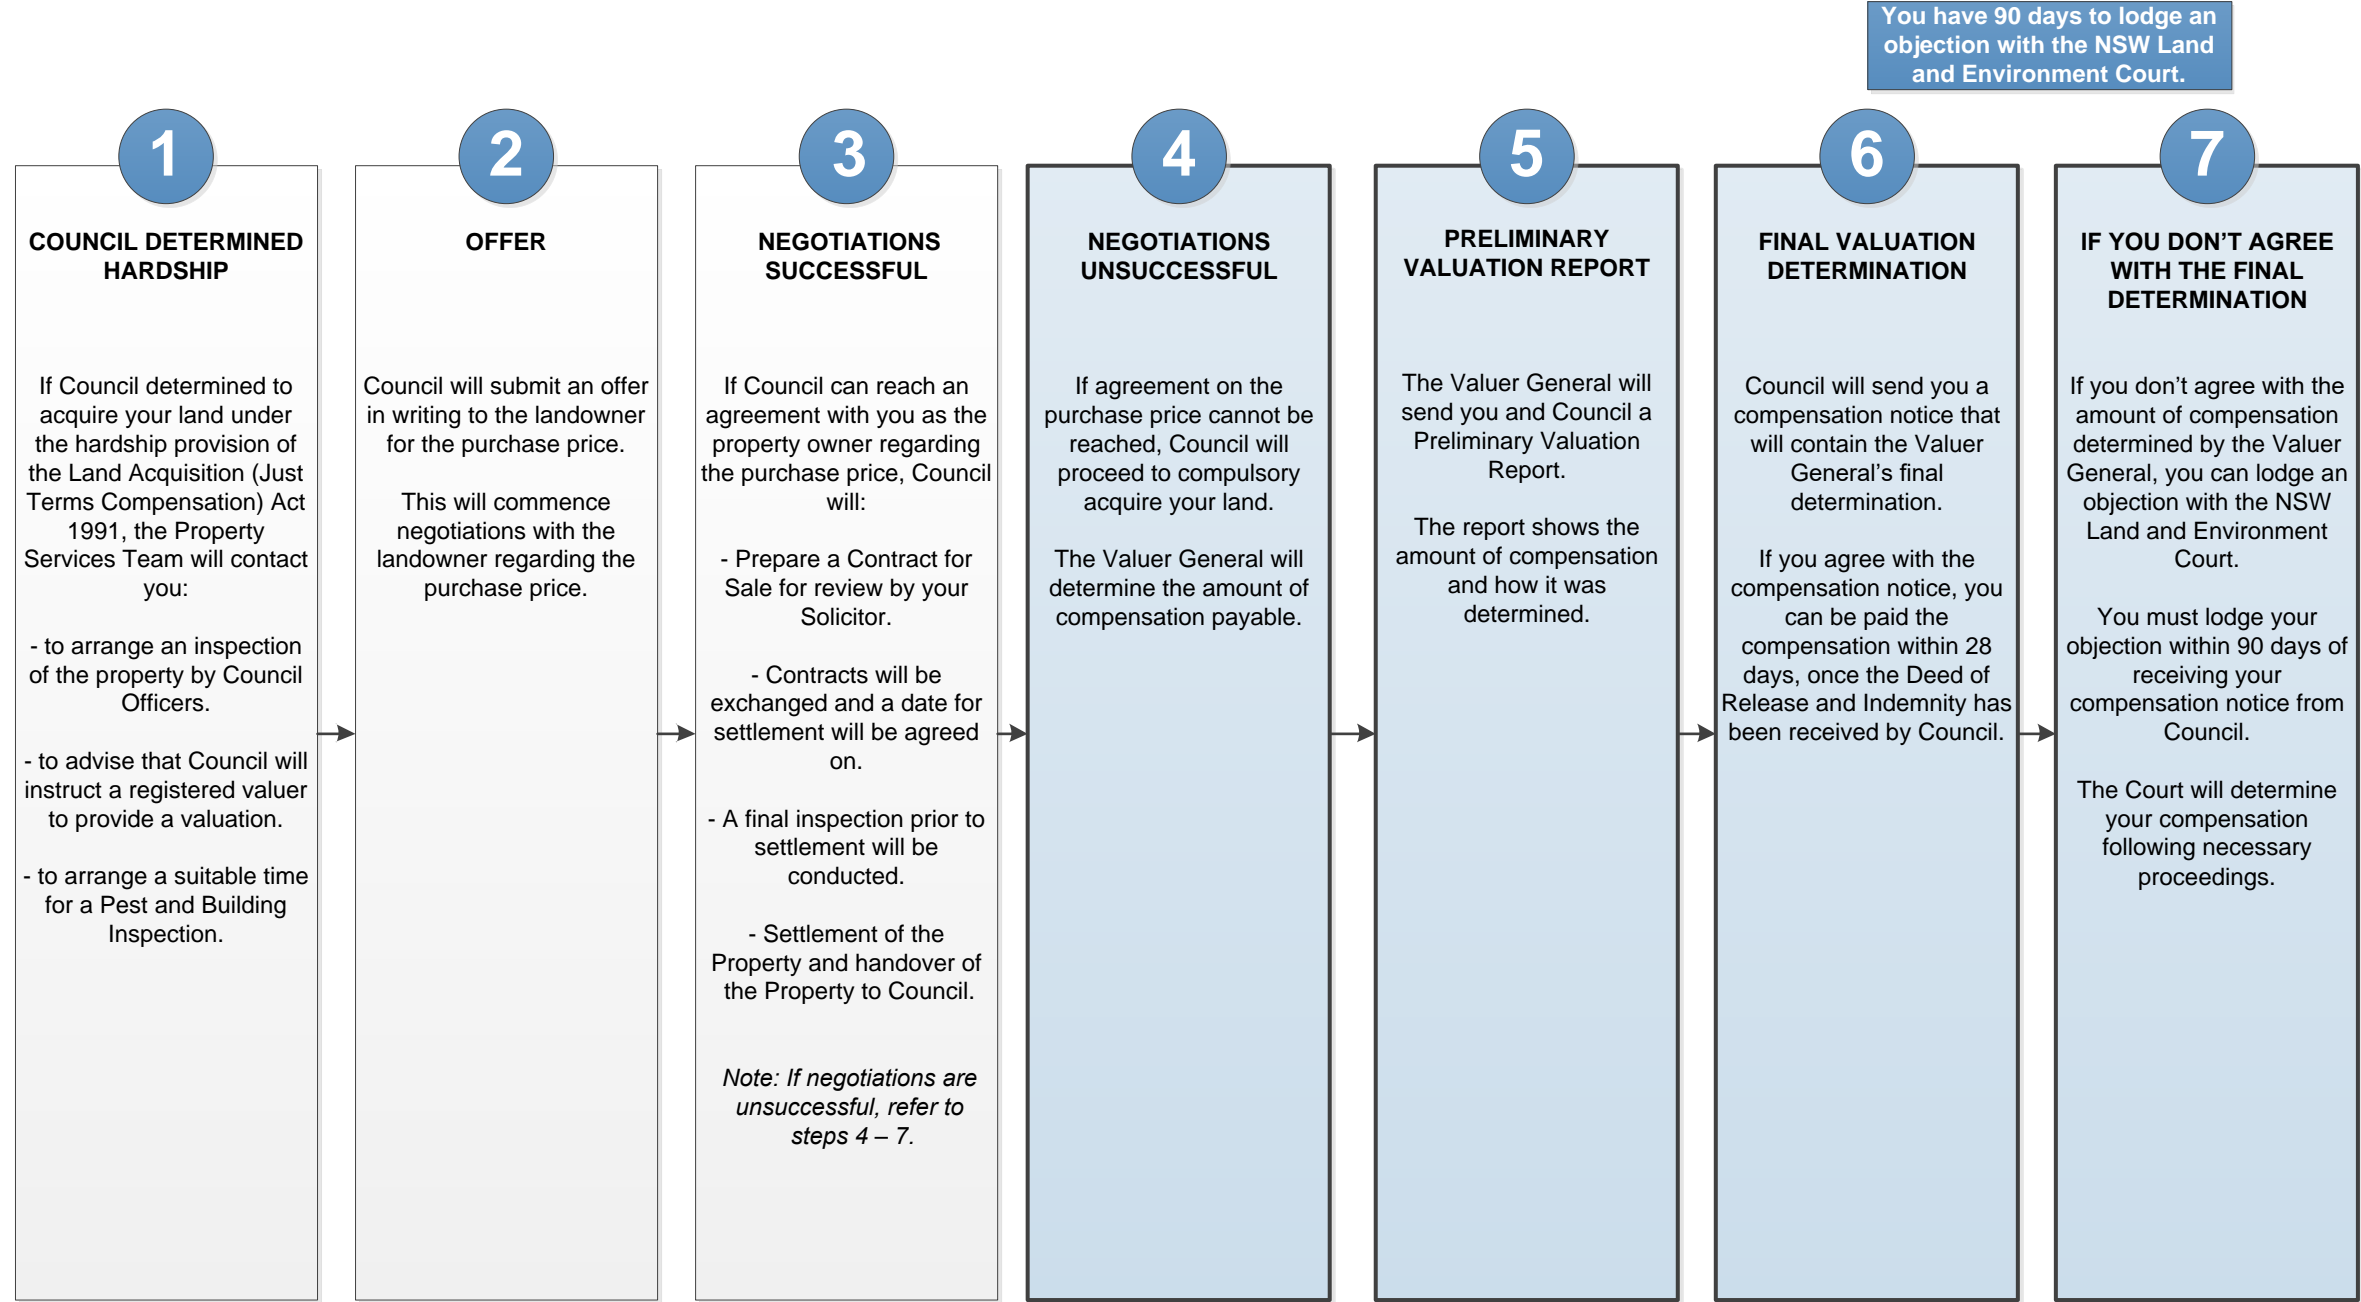 You have 90 days to lodge an
objection with the NSW Land
and Environment Court.
1
COUNCIL DETERMINED
HARDSHIP
If Council determined to
acquire your land under
the hardship provision of
the Land Acquisition (Just
Terms Compensation) Act
1991, the Property
Services Team will contact
you:
- to arrange an inspection
of the property by Council
Officers.
- to advise that Council will
instruct a registered valuer
to provide a valuation.
- to arrange a suitable time
for a Pest and Building
Inspection.
2
OFFER
Council will submit an offer
in writing to the landowner
for the purchase price.
This will commence
negotiations with the
landowner regarding the
purchase price.
3
NEGOTIATIONS
SUCCESSFUL
If Council can reach an
agreement with you as the
property owner regarding
the purchase price, Council
will:
- Prepare a Contract for
Sale for review by your
Solicitor.
- Contracts will be
exchanged and a date for
settlement will be agreed
on.
- A final inspection prior to
settlement will be
conducted.
- Settlement of the
Property and handover of
the Property to Council.
Note: If negotiations are
unsuccessful, refer to
steps 4 – 7.
4
NEGOTIATIONS
UNSUCCESSFUL
If agreement on the
purchase price cannot be
reached, Council will
proceed to compulsory
acquire your land.
The Valuer General will
determine the amount of
compensation payable.
5
PRELIMINARY
VALUATION REPORT
The Valuer General will
send you and Council a
Preliminary Valuation
Report.
The report shows the
amount of compensation
and how it was
determined.
6
FINAL VALUATION
DETERMINATION
Council will send you a
compensation notice that
will contain the Valuer
General’s final
determination.
If you agree with the
compensation notice, you
can be paid the
compensation within 28
days, once the Deed of
Release and Indemnity has
been received by Council.
7
IF YOU DON’T AGREE
WITH THE FINAL
DETERMINATION
If you don’t agree with the
amount of compensation
determined by the Valuer
General, you can lodge an
objection with the NSW
Land and Environment
Court.
You must lodge your
objection within 90 days of
receiving your
compensation notice from
Council.
The Court will determine
your compensation
following necessary
proceedings.